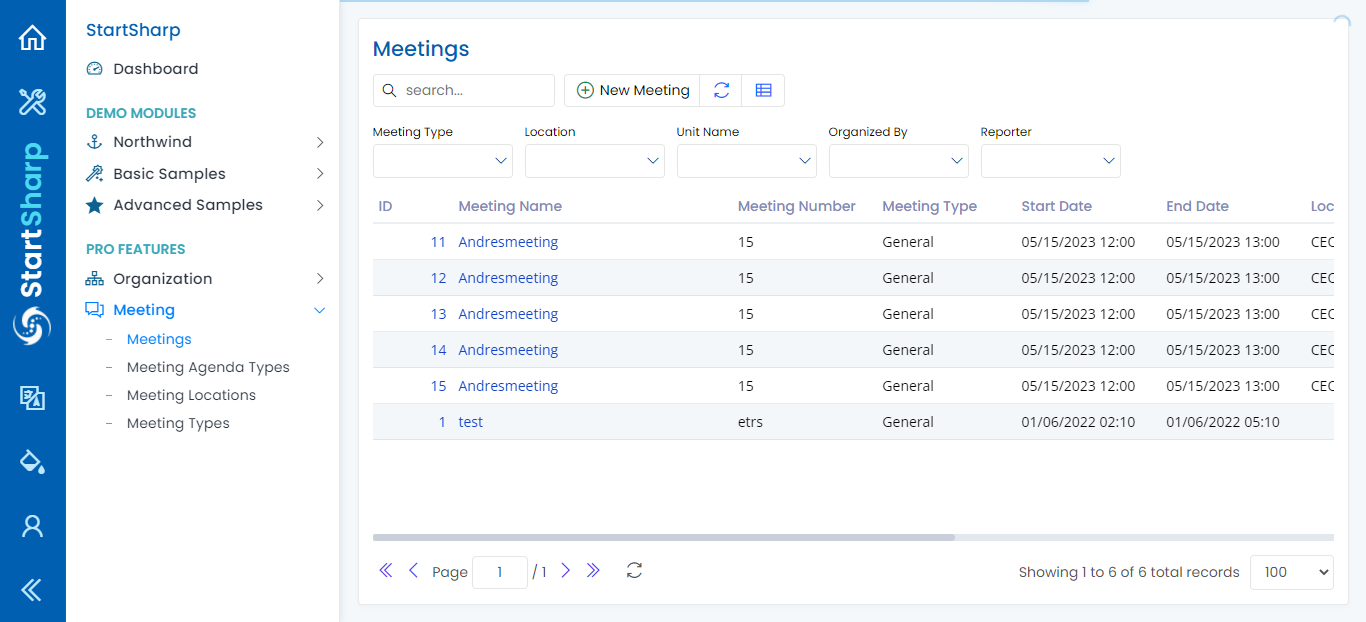 StartSharp
StartSharp
Dashboard
DEMO MODULES
Northwind
Basic Samples
Advanced Samples
PRO FEATURES
Organization
Meeting
Meetings
Meeting Agenda Types
Meeting Locations
Meeting Types
Meetings
search...
New Meeting
Meeting Type Location Unit Name Organized By Reporter
ID Meeting Name Meeting Number Meeting Type Start Date End Date Loc
11 Andresmeeting 15 General 05/15/2023 12:00 05/15/2023 13:00 CEO
12 Andresmeeting 15 General 05/15/2023 12:00 05/15/2023 13:00 CEO
13 Andresmeeting 15 General 05/15/2023 12:00 05/15/2023 13:00 CEO
14 Andresmeeting 15 General 05/15/2023 12:00 05/15/2023 13:00 CEO
15 Andresmeeting 15 General 05/15/2023 12:00 05/15/2023 13:00 CEO
1 test etrs General 01/06/2022 02:10 01/06/2022 05:10
Page 1 / 1
Showing 1 to 6 of 6 total records 100